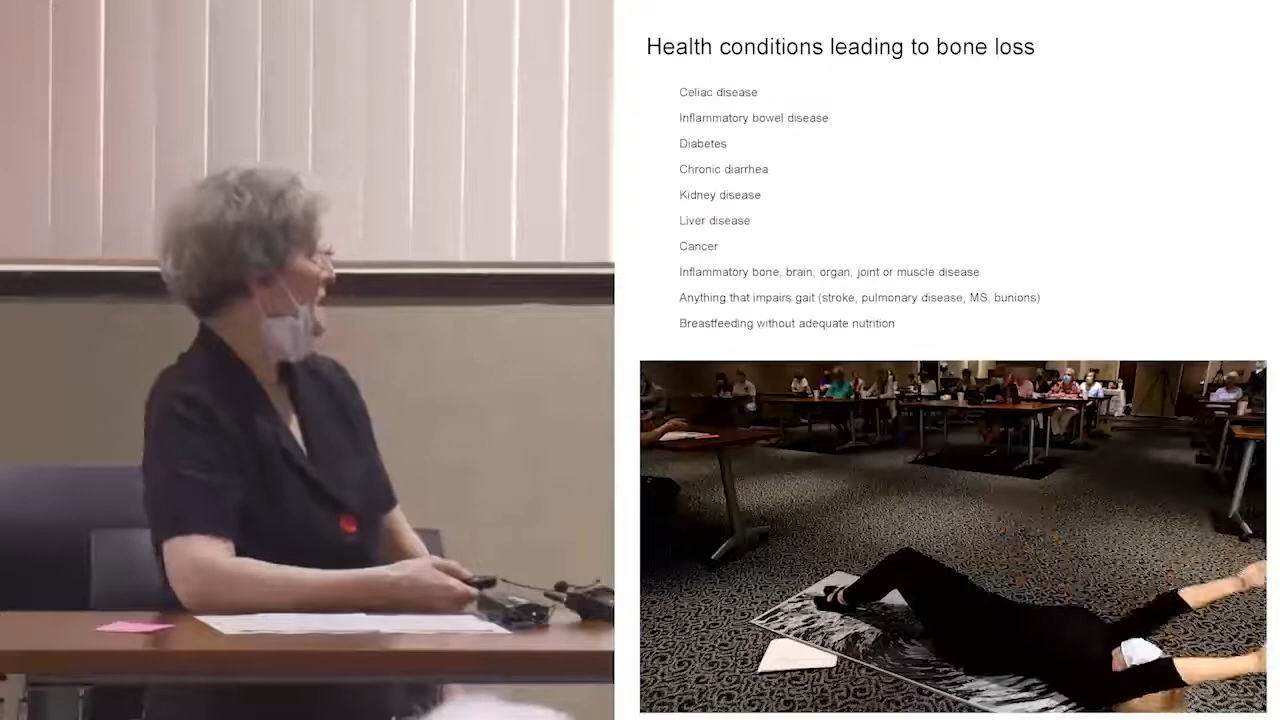 Health conditions leading to bone loss
Celiac disease
Inflammatory bowel disease
Diabetes
Chronic diarrhea
Kidney disease
Liver disease
Cancer
Inflammatory bone, brain, organ, joint or muscle disease
Anything that impairs gait (stroke, pulmonary disease, MS, bunions)
Breastfeeding without adequate nutrition